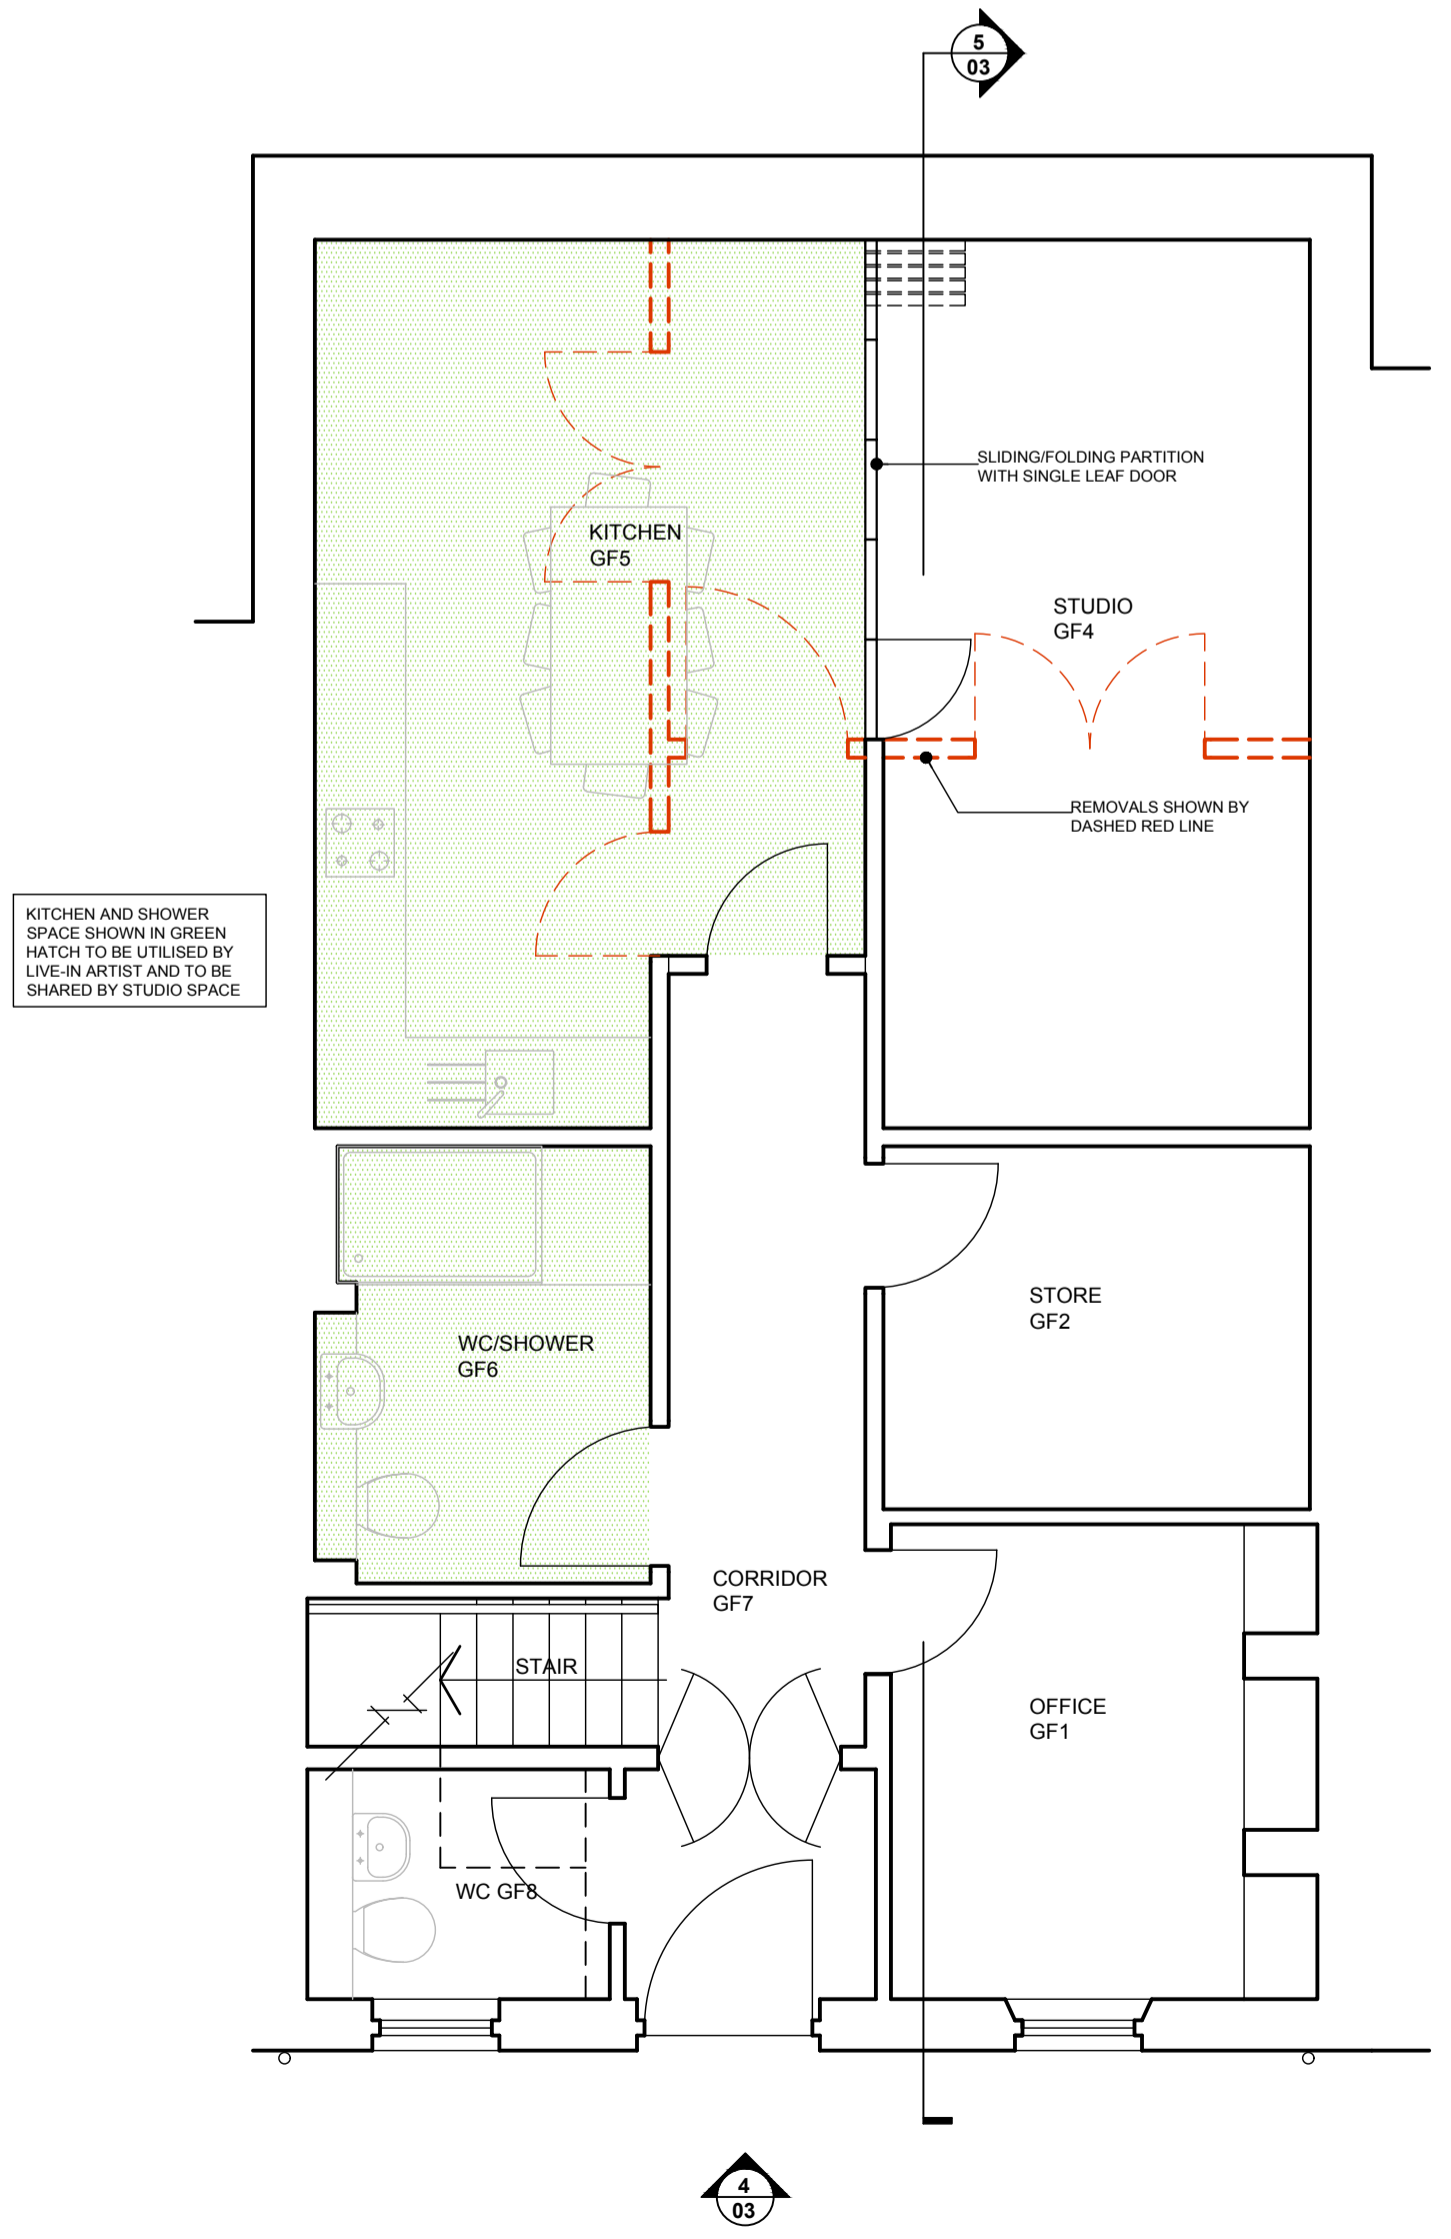 5
03
SLIDING/FOLDING PARTITION
WITH SINGLE LEAF DOOR
KITCHEN
GF5
STUDIO
GF4
REMOVALS SHOWN BY
DASHED RED LINE
KITCHEN AND SHOWER
SPACE SHOWN IN GREEN
HATCH TO BE UTILISED BY
LIVE-IN ARTIST AND TO BE
SHARED BY STUDIO SPACE
STORE
GF2
WC/SHOWER
GF6
CORRIDOR
GF7
STAIR
OFFICE
GF1
WC GF8
4
03